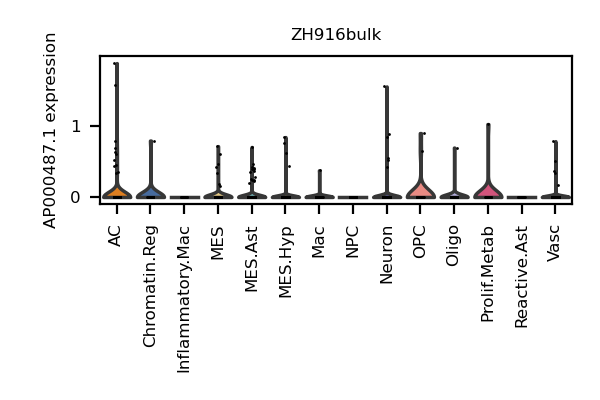 ZH916bulk
AP000487.1 expression
1
0
AC
Chromatin.Reg
Inflammatory.Mac
MES
MES.Ast
MES.Hyp
Mac
NPC
Neuron
OPC
Oligo
Prolif.Metab
Reactive.Ast
Vasc